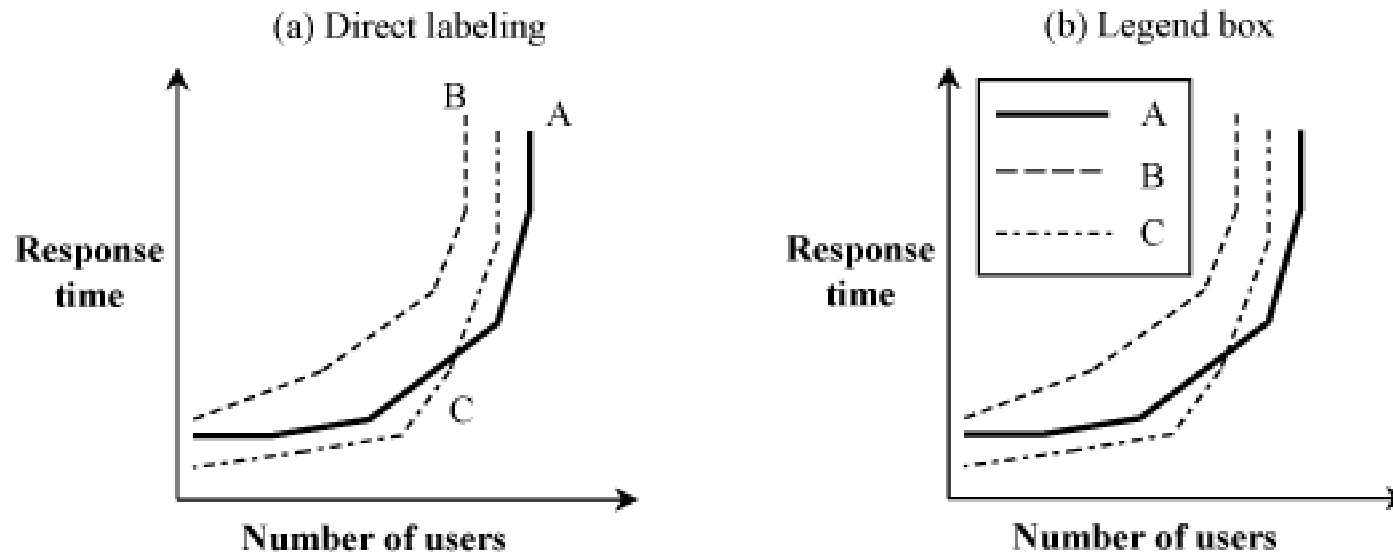 (a) Direct labeling
B
A
Response
time
C
Number of users
(b) Legend box
A
B
C
Response
time
Number of users